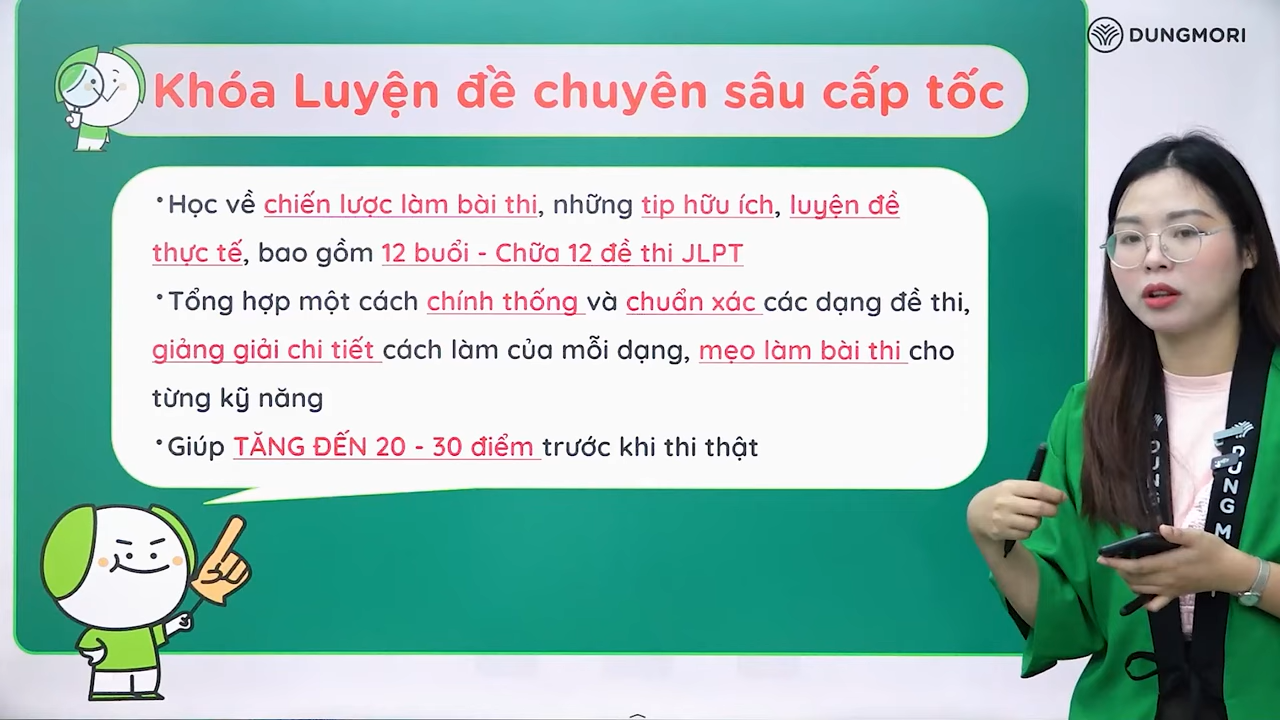 DUNGMORI
Khóa Luyện đề chuyên sâu cấp tốc
•Học về chiến lược làm bài thi, những tip hữu ích, luyện đề
thực tế, bao gồm 12 buổi - Chữa 12 đề thi JLPT
•Tổng hợp một cách chính thống và chuẩn xác các dạng đề thi,
giảng giải chi tiết cách làm của mỗi dạng, mẹo làm bài thi cho
từng kỹ năng
•Giúp TĂNG ĐẾN 20 - 30 điểm trước khi thi thật
DUNG
DUNG M